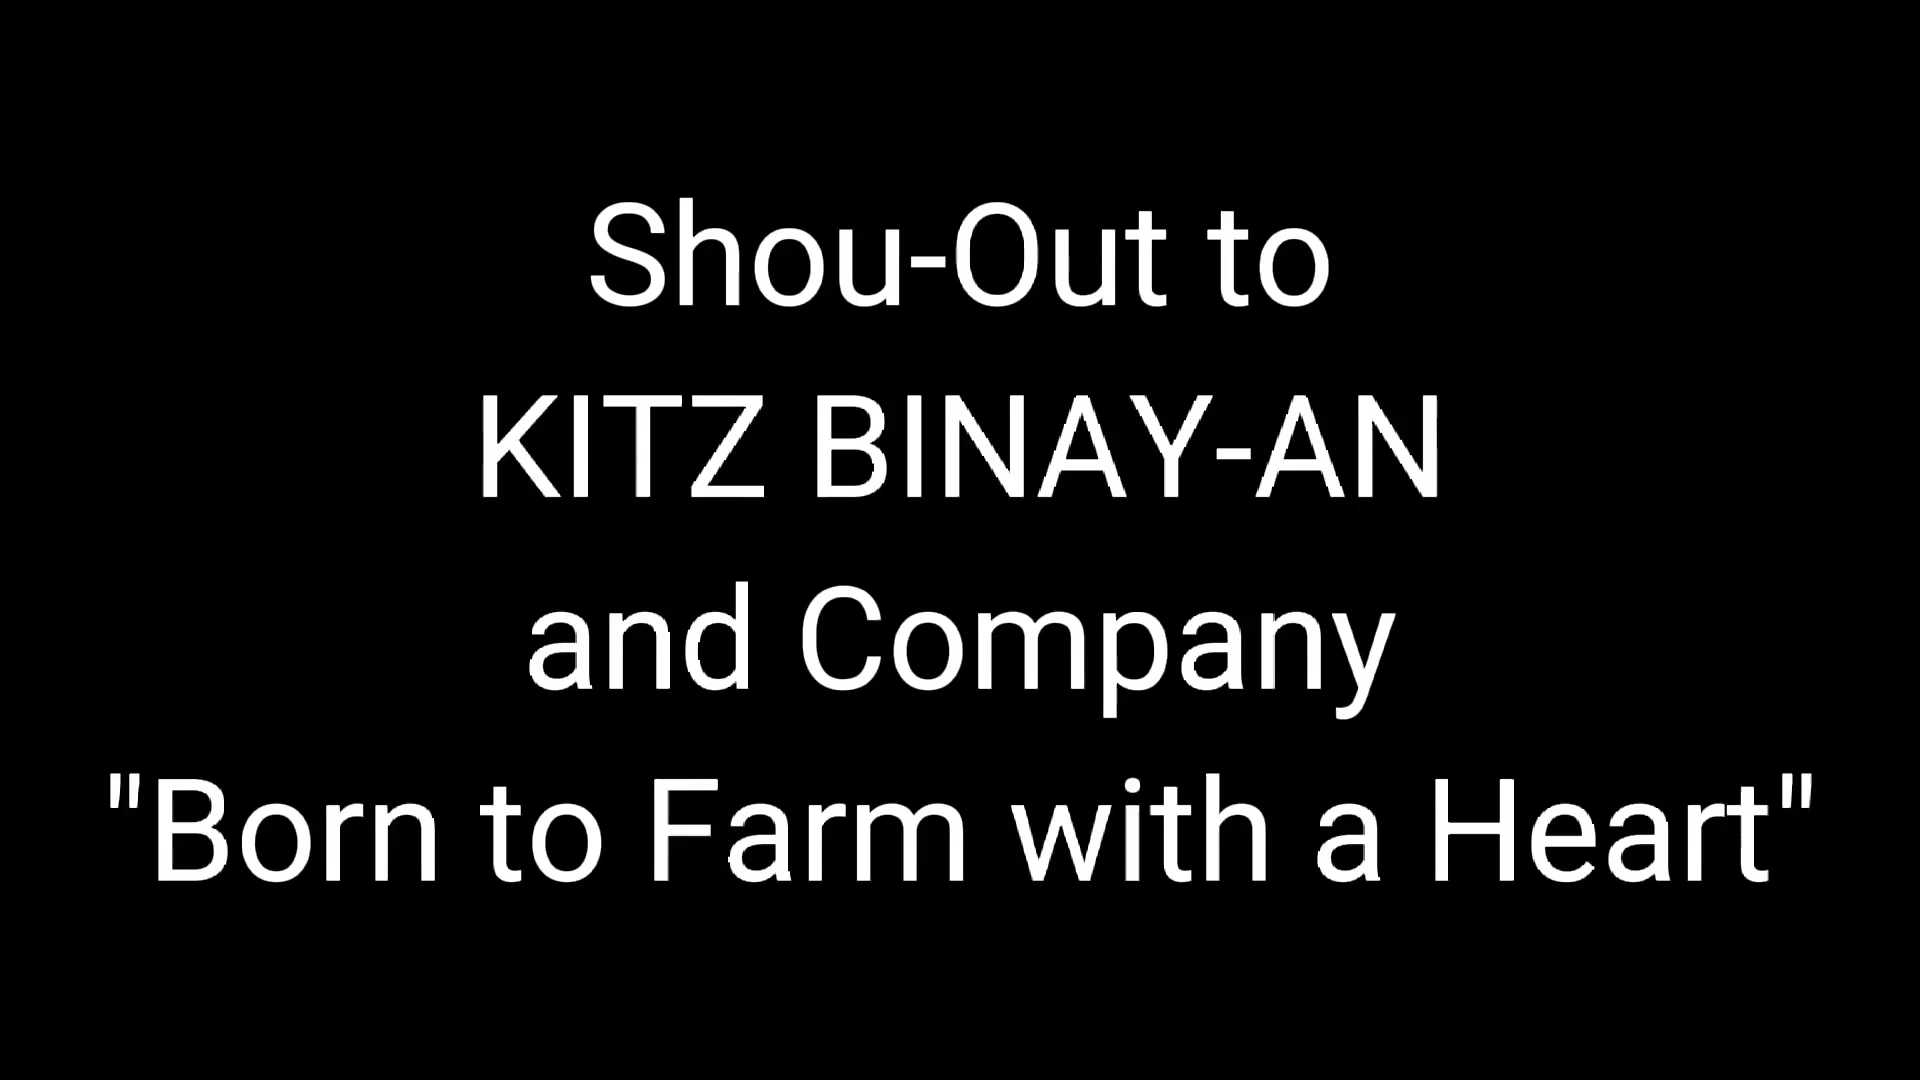 Shou-Out to
KITZ BINAY-AN
and Company
"Born to Farm with a Heart"